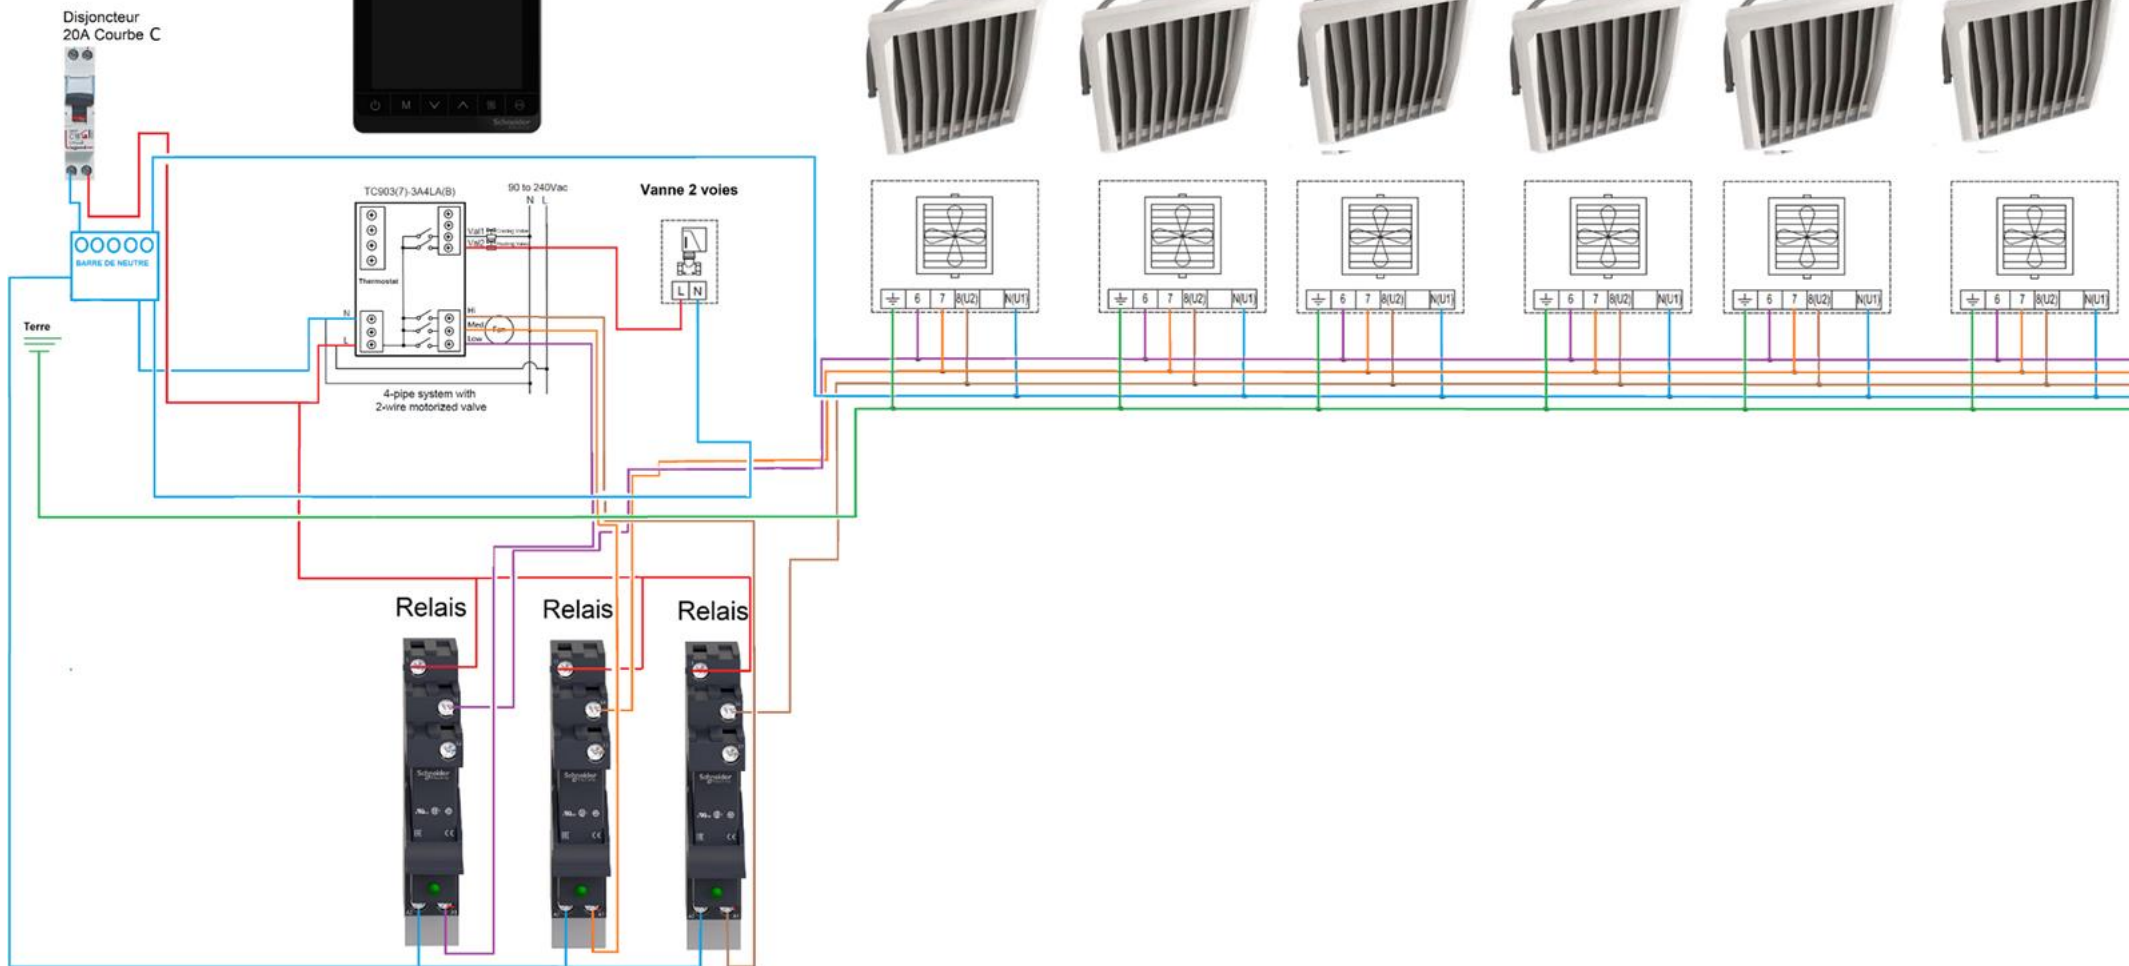 Disjoncteur
20A Courbe C
M
Schneider
legrand
BARRE DE NEUTRE
Terre
TC903(7)-3A4LA(B)
90 to 240Vac
N L
Val1
Val2
Thermostat
N
L
Hi
Med
Low
Fan
4-pipe system with
2-wire motorized valve
Vanne 2 voies
L N
6 7 8(U2) N(U1)
6 7 8(U2) N(U1)
6 7 8(U2) N(U1)
6 7 8(U2) N(U1)
6 7 8(U2) N(U1)
6 7 8(U2) N(U1)
Relais
Relais
Relais
Schneider
Schneider
Schneider